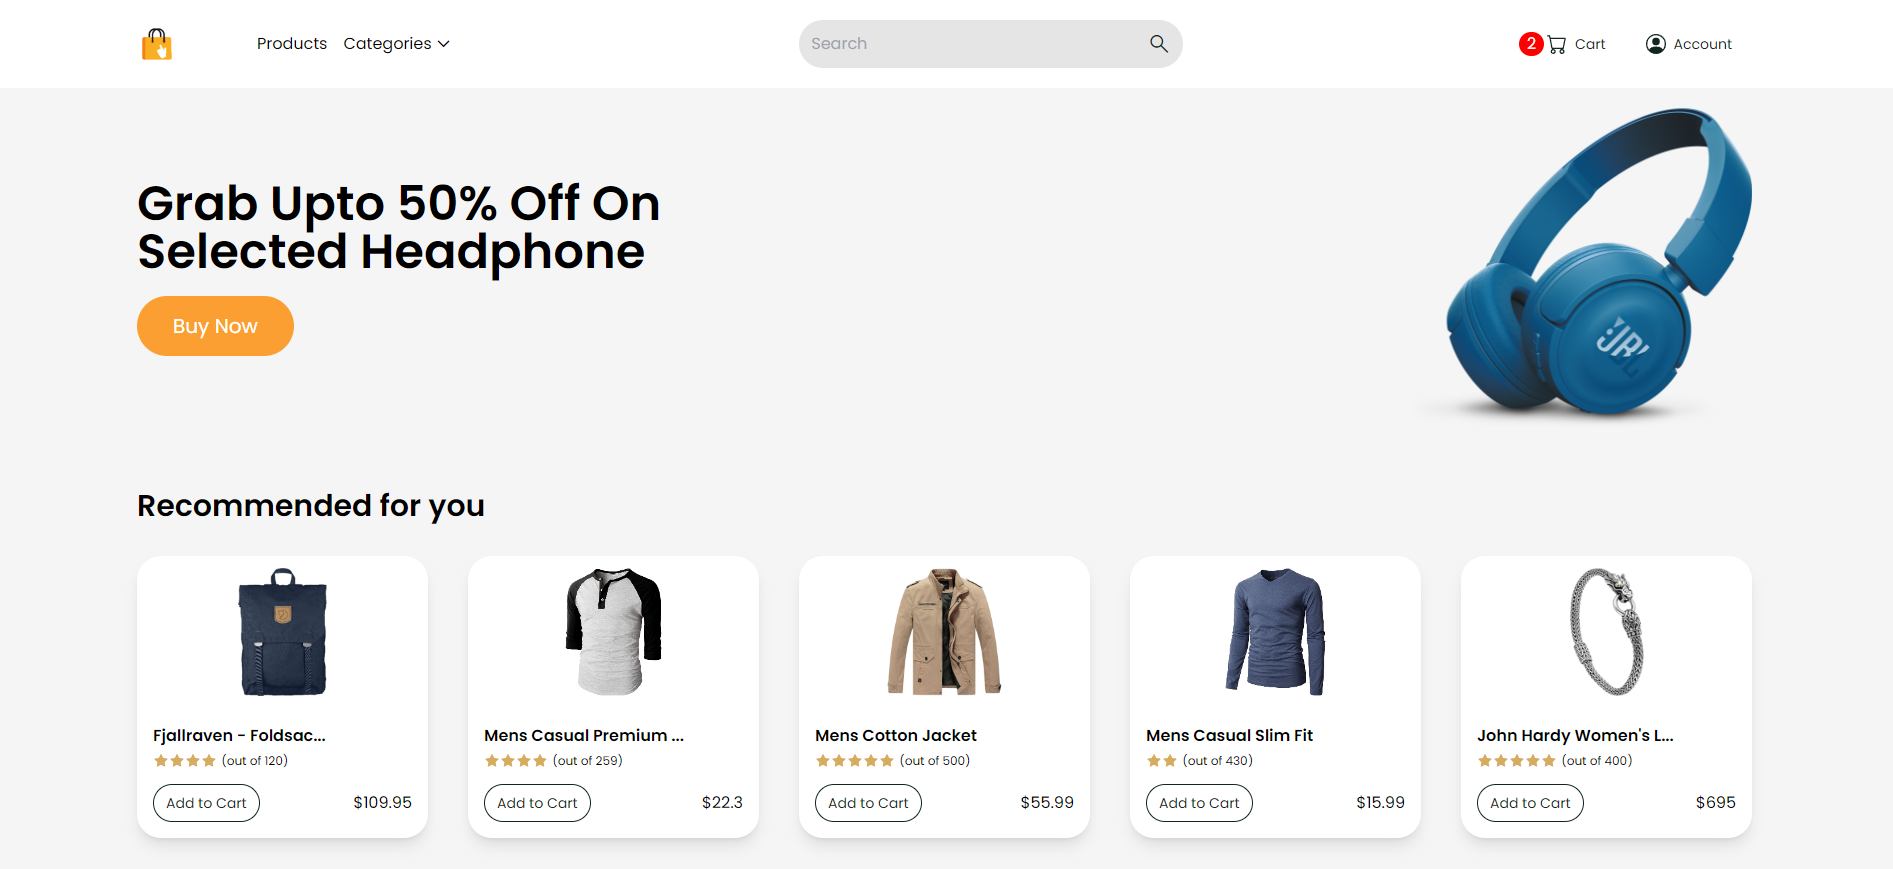 Products Categories Search 2 Cart Account
Grab Upto 50% Off On
Selected Headphone
Buy Now
JBL
Recommended for you
Fjallraven - Foldsac...
(out of 120)
Add to Cart $109.95
Mens Casual Premium ...
(out of 259)
Add to Cart $22.3
Mens Cotton Jacket
(out of 500)
Add to Cart $55.99
Mens Casual Slim Fit
(out of 430)
Add to Cart $15.99
John Hardy Women's L...
(out of 400)
Add to Cart $695